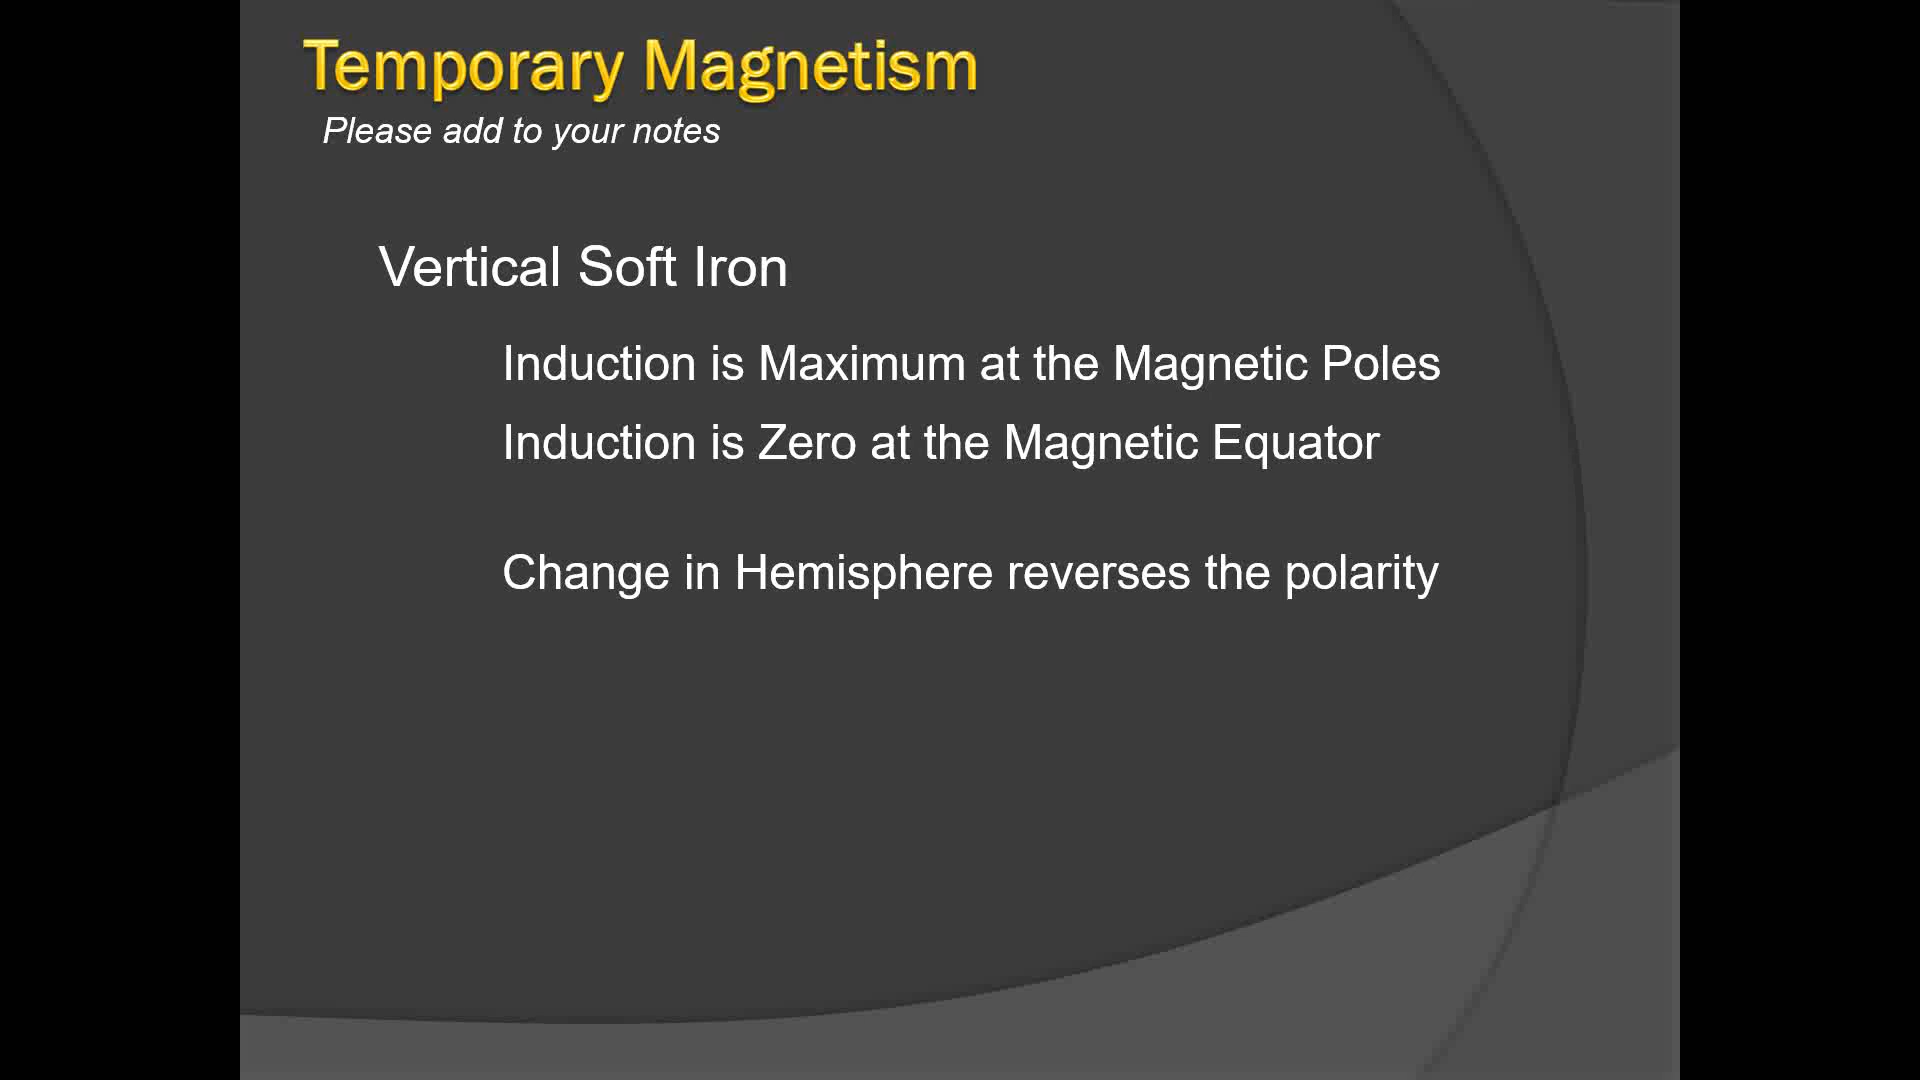 Temporary Magnetism
Please add to your notes
Vertical Soft Iron
Induction is Maximum at the Magnetic Poles
Induction is Zero at the Magnetic Equator
Change in Hemisphere reverses the polarity